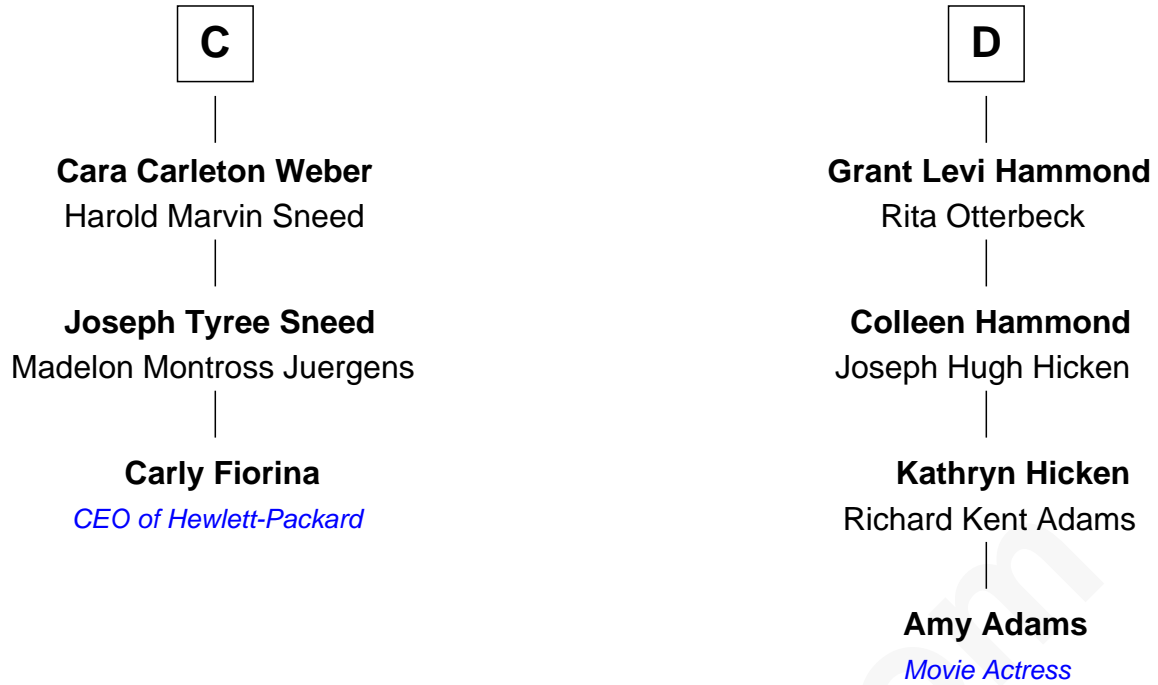 C
Cara Carleton Weber
Harold Marvin Sneed
Joseph Tyree Sneed
Madelon Montross Juergens
Carly Fiorina
CEO of Hewlett-Packard
D
Grant Levi Hammond
Rita Otterbeck
Colleen Hammond
Joseph Hugh Hicken
Kathryn Hicken
Richard Kent Adams
Amy Adams
Movie Actress
om